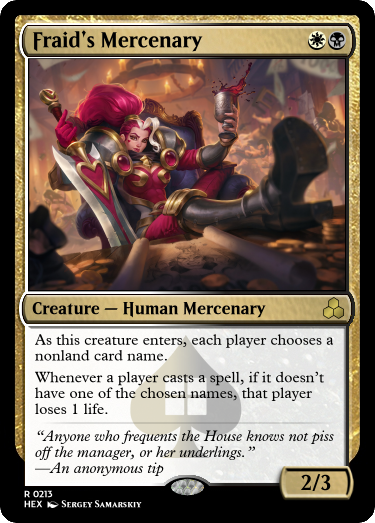 Fraid's Mercenary
Creature — Human Mercenary
As this creature enters, each player chooses a
nonland card name.
Whenever a player casts a spell, if it doesn't
have one of the chosen names, that player
loses 1 life.
“Anyone who frequents the House knows not piss
off the manager, or her underlings.”
—An anonymous tip
2/3
R 0213
HEX Sergey Samarskiy